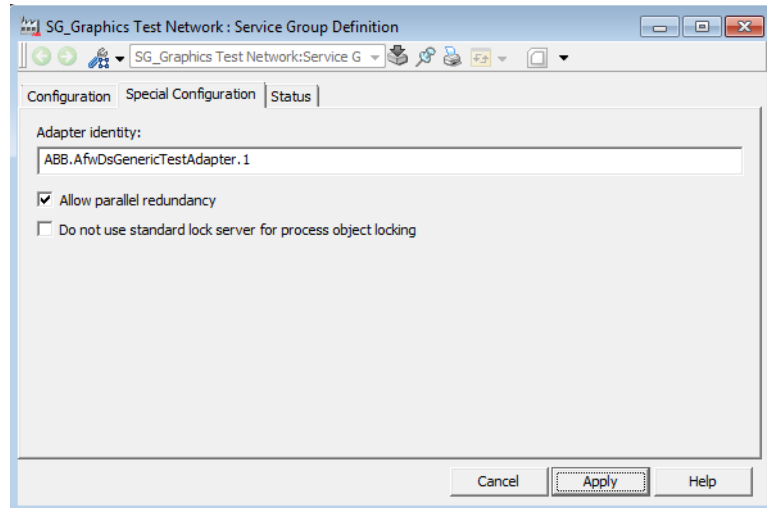 SG_Graphics Test Network : Service Group Definition
SG_Graphics Test Network:Service G
Configuration Special Configuration Status
Adapter identity:
ABB.AfwDsGenericTestAdapter.1
Allow parallel redundancy
Do not use standard lock server for process object locking
Cancel Apply Help